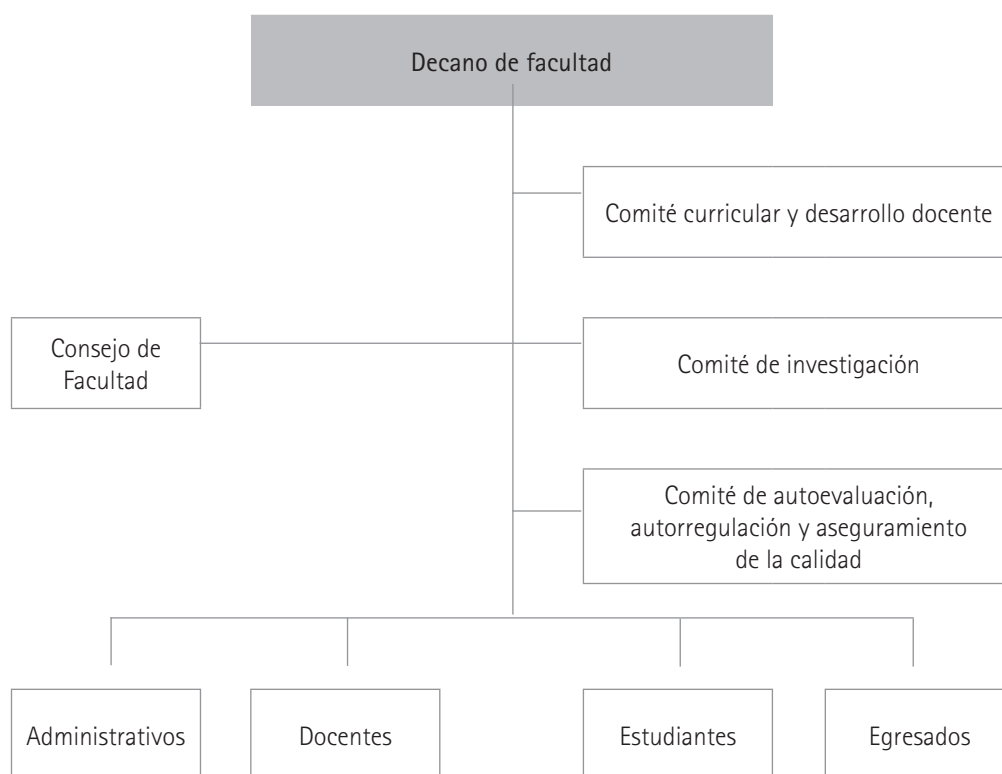 Decano de facultad
Comité curricular y desarrollo docente
Consejo de
Facultad
Comité de investigación
Comité de autoevaluación,
autorregulación y aseguramiento
de la calidad
Administrativos
Docentes
Estudiantes
Egresados